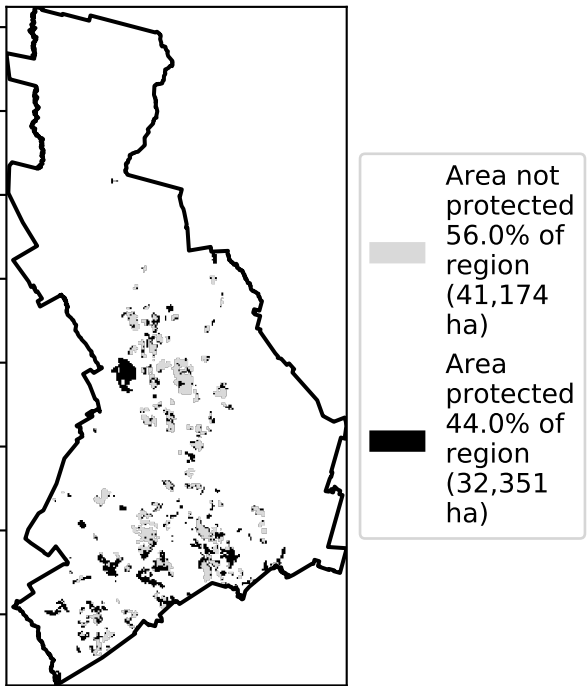 Area not
protected
56.0% of
region
(41,174
ha)
Area
protected
44.0% of
region
(32,351
ha)